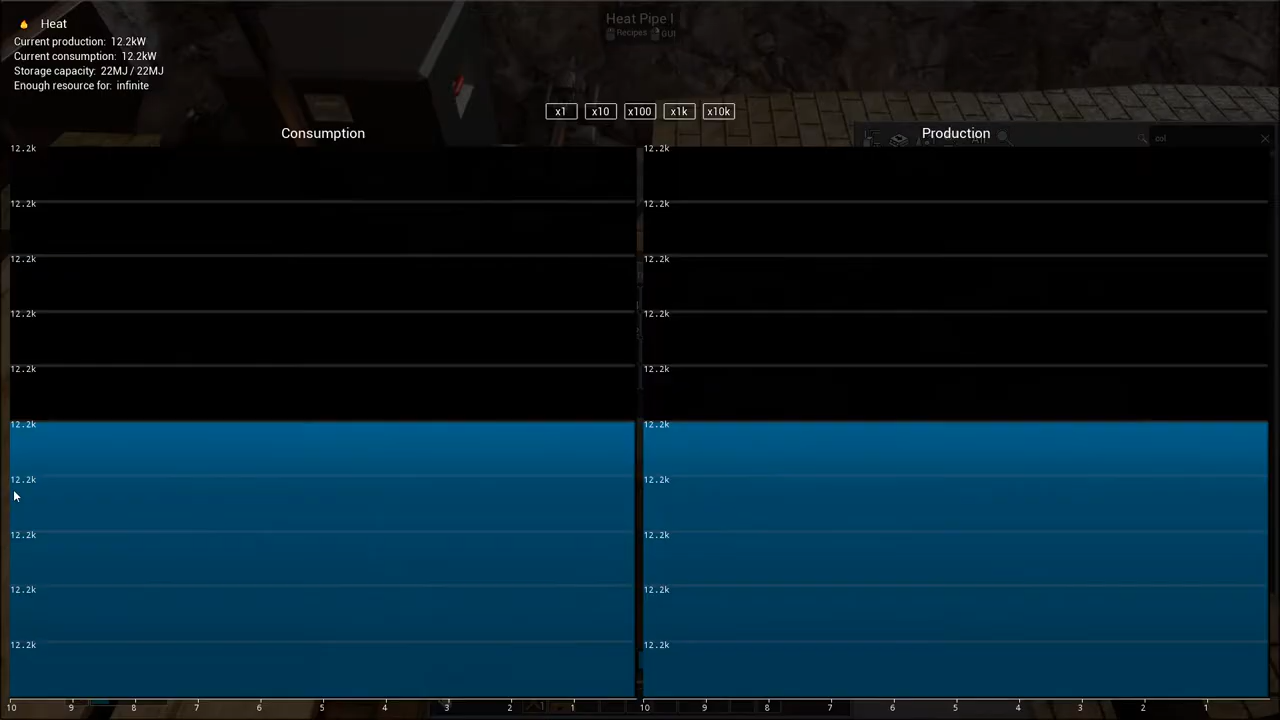 Heat
Current production: 12.2kW
Current consumption: 12.2kW
Storage capacity: 22MJ / 22MJ
Enough resource for: infinite
Heat Pipe I
Recipes GUI
x1 x10 x100 x1k x10k
Consumption
12.2k
12.2k
12.2k
12.2k
12.2k
12.2k
12.2k
12.2k
12.2k
12.2k
10 9 8 7 6 5 4 3 2 1
Production
col
12.2k
12.2k
12.2k
12.2k
12.2k
12.2k
12.2k
12.2k
12.2k
12.2k
10 9 8 7 6 5 4 3 2 1